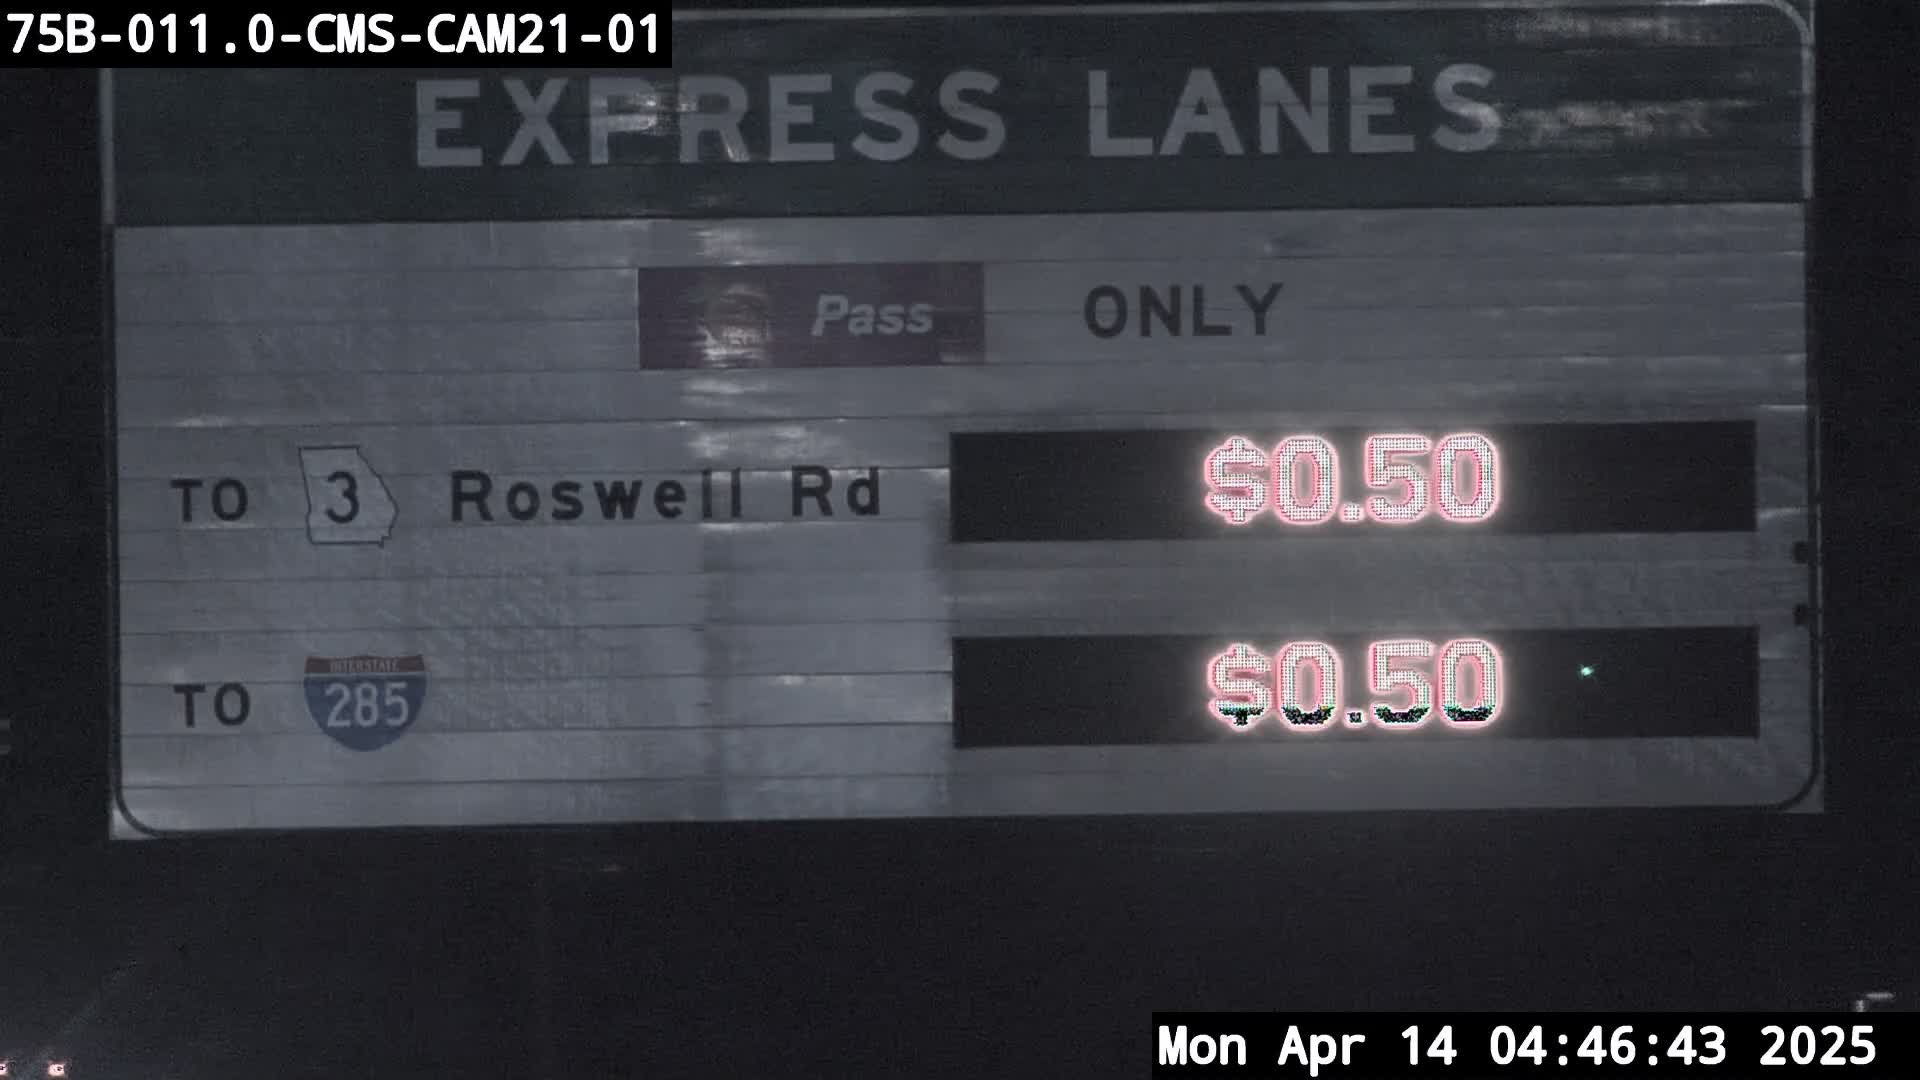 75B-011.0-CMS-CAM21-01
EXPRESS LANES
Pass ONLY
TO 3 Roswell Rd $0.50
TO INTERSTATE 285 $0.50
Mon Apr 14 04:46:43 2025